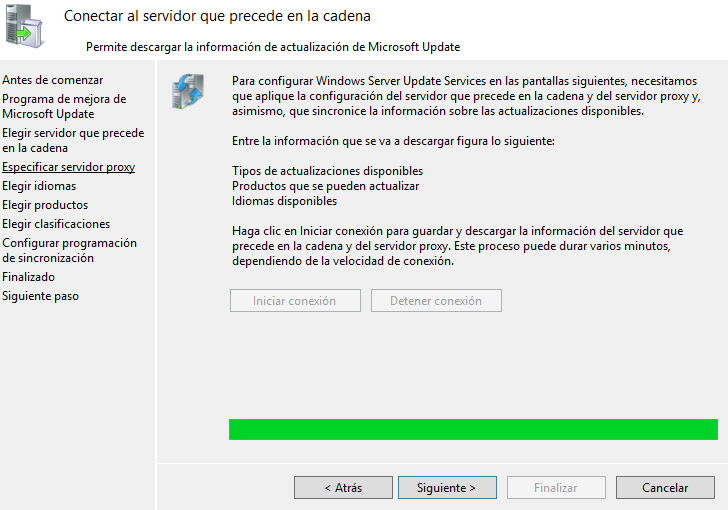 Conectar al servidor que precede en la cadena
Permite descargar la información de actualización de Microsoft Update
Antes de comenzar
Programa de mejora de
Microsoft Update
Elegir servidor que precede
en la cadena
Especificar servidor proxy
Elegir idiomas
Elegir productos
Elegir clasificaciones
Configurar programación
de sincronización
Finalizado
Siguiente paso
Para configurar Windows Server Update Services en las pantallas siguientes, necesitamos
que aplique la configuración del servidor que precede en la cadena y del servidor proxy y,
asimismo, que sincronice la información sobre las actualizaciones disponibles.
Entre la información que se va a descargar figura lo siguiente:
Tipos de actualizaciones disponibles
Productos que se pueden actualizar
Idiomas disponibles
Haga clic en Iniciar conexión para guardar y descargar la información del servidor que
precede en la cadena y del servidor proxy. Este proceso puede durar varios minutos,
dependiendo de la velocidad de conexión.
Iniciar conexión
Detener conexión
< Atrás
Siguiente >
Finalizar
Cancelar